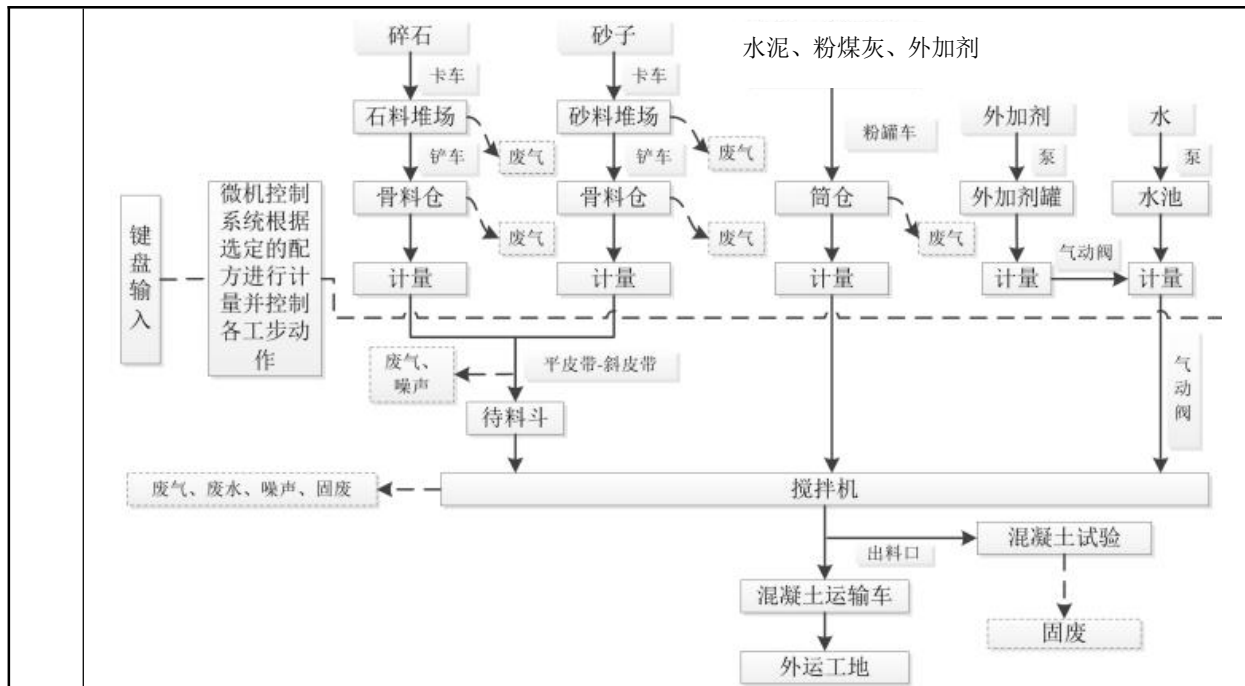 碎石
砂子
水泥、粉煤灰、外加剂
卡车
卡车
石料堆场
砂料堆场
外加剂
水
粉罐车
铲车
废气
铲车
废气
泵
泵
微机控制
系统根据
选定的配
方进行计
量并控制
各工步动
作
骨料仓
骨料仓
筒仓
外加剂罐
水池
键
盘
输
入
废气
废气
废气
气动阀
计量
计量
计量
计量
计量
废气、
噪声
平皮带-斜皮带
气
动
阀
待料斗
废气、废水、噪声、固废
搅拌机
出料口
混凝土试验
混凝土运输车
固废
外运工地